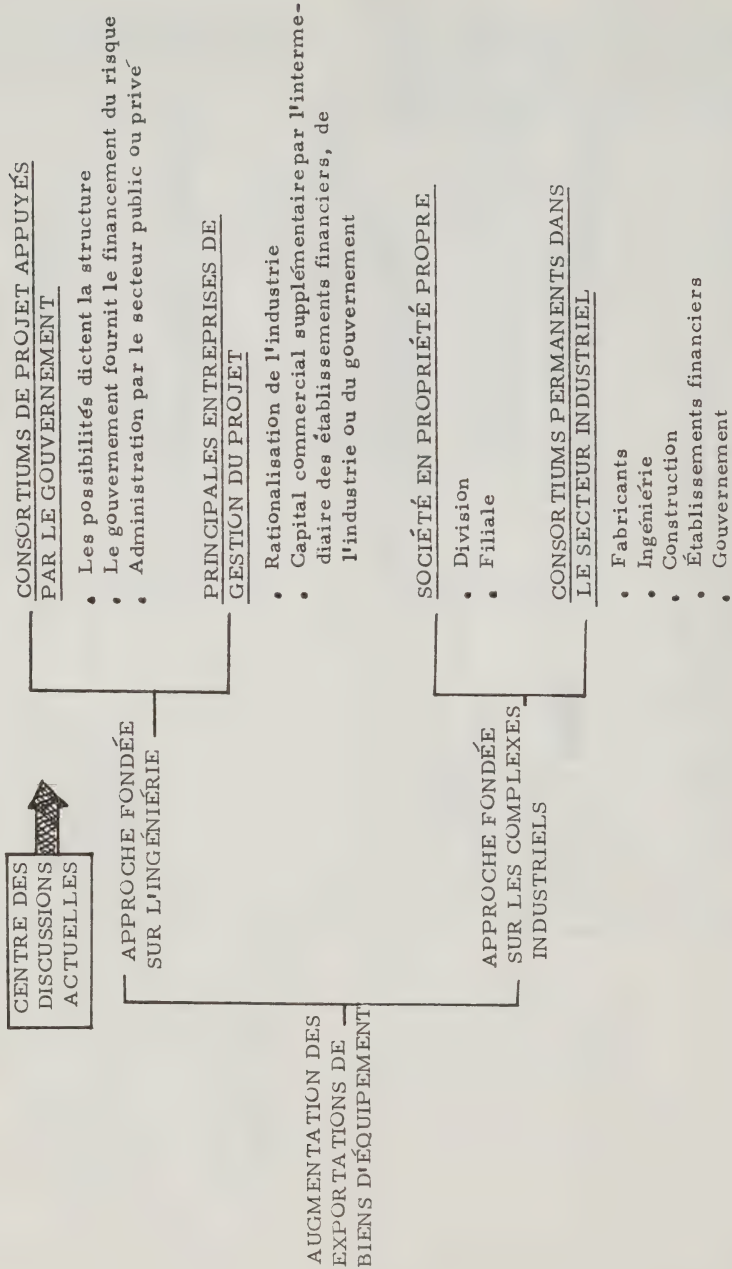 CENTRE DES
DISCUSSIONS
ACTUELLES
AUGMENTATION DES
EXPORTATIONS DE
BIENS D'ÉQUIPEMENT
APPROCHE FONDÉE
SUR L'INGÉNIÉRIE
CONSORTIUMS DE PROJET APPUYÉS
PAR LE GOUVERNEMENT
• Les possibilités dictent la structure
• Le gouvernement fournit le financement du risque
• Administration par le secteur public ou privé
PRINCIPALES ENTREPRISES DE
GESTION DU PROJET
• Rationalisation de l'industrie
• Capital commercial supplémentaire par l'interme-
diaire des établissements financiers, de
l'industrie ou du gouvernement
APPROCHE FONDÉE
SUR LES COMPLEXES
INDUSTRIELS
SOCIÉTÉ EN PROPRIÉTÉ PROPRE
• Division
• Filiale
CONSORTIUMS PERMANENTS DANS
LE SECTEUR INDUSTRIEL
• Fabricants
• Ingéniérie
• Construction
• Établissements financiers
• Gouvernement